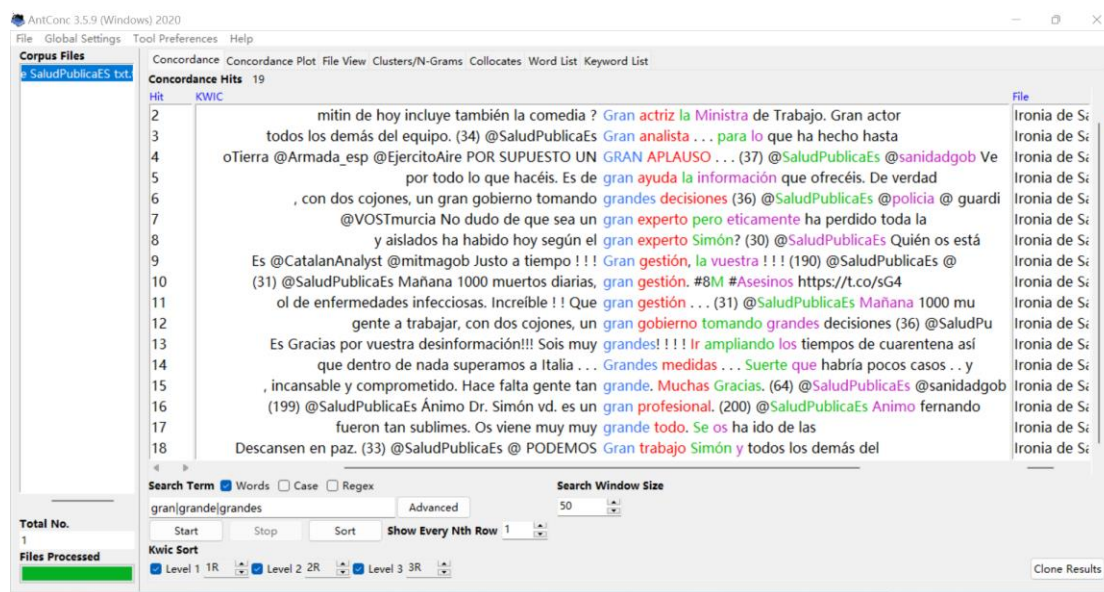 AntConc 3.5.9 (Windows) 2020
File Global Settings Tool Preferences Help
Corpus Files
e SaludPublicaES txt.
Concordance Concordance Plot File View Clusters/N-Grams Collocates Word List Keyword List
Concordance Hits 19
Hit KWIC File
2 mitin de hoy incluye también la comedia ? Gran actriz la Ministra de Trabajo. Gran actor Ironia de Sa
3 todos los demás del equipo. (34) @SaludPublicaEs Gran analista . . . para lo que ha hecho hasta Ironia de Sa
4 oTierra @Armada_esp @EjercitoAire POR SUPUESTO UN GRAN APLAUSO . . . (37) @SaludPublicaEs @sanidadgob Ve Ironia de Sa
5 por todo lo que hacéis. Es de gran ayuda la información que ofrecéis. De verdad Ironia de Sa
6 , con dos cojones, un gran gobierno tomando grandes decisiones (36) @SaludPublicaEs @policia @ guardi Ironia de Sa
7 @VOSTmurcia No dudo de que sea un gran experto pero eticamente ha perdido toda la Ironia de Sa
8 y aislados ha habido hoy según el gran experto Simón? (30) @SaludPublicaEs Quién os está Ironia de Sa
9 Es @CatalanAnalyst @mitmagob Justo a tiempo ! ! ! Gran gestión, la vuestra ! ! ! (190) @SaludPublicaEs @ Ironia de Sa
10 (31) @SaludPublicaEs Mañana 1000 muertos diarias, gran gestión. #8M #Asesinos https://t.co/sG4 Ironia de Sa
11 ol de enfermedades infecciosas. Increíble ! ! Que gran gestión . . . (31) @SaludPublicaEs Mañana 1000 mu Ironia de Sa
12 gente a trabajar, con dos cojones, un gran gobierno tomando grandes decisiones (36) @SaludPu Ironia de Sa
13 Es Gracias por vuestra desinformación!!! Sois muy grandes! ! ! ! Ir ampliando los tiempos de cuarentena así Ironia de Sa
14 que dentro de nada superamos a Italia . . . Grandes medidas . . . Suerte que habría pocos casos . . y Ironia de Sa
15 , incansable y comprometido. Hace falta gente tan grande. Muchas Gracias. (64) @SaludPublicaEs @sanidadgob Ironia de Sa
16 (199) @SaludPublicaEs Ánimo Dr. Simón vd. es un gran profesional. (200) @SaludPublicaEs Animo fernando Ironia de Sa
17 fueron tan sublimes. Os viene muy muy grande todo. Se os ha ido de las Ironia de Sa
18 Descansen en paz. (33) @SaludPublicaEs @ PODEMOS Gran trabajo Simón y todos los demás del Ironia de Sa
Search Term Words Case Regex Search Window Size
gran|grande|grandes Advanced 50
Total No.
1
Start Stop Sort Show Every Nth Row 1
Files Processed
Kwic Sort
Level 1 1R Level 2 2R Level 3 3R Clone Results